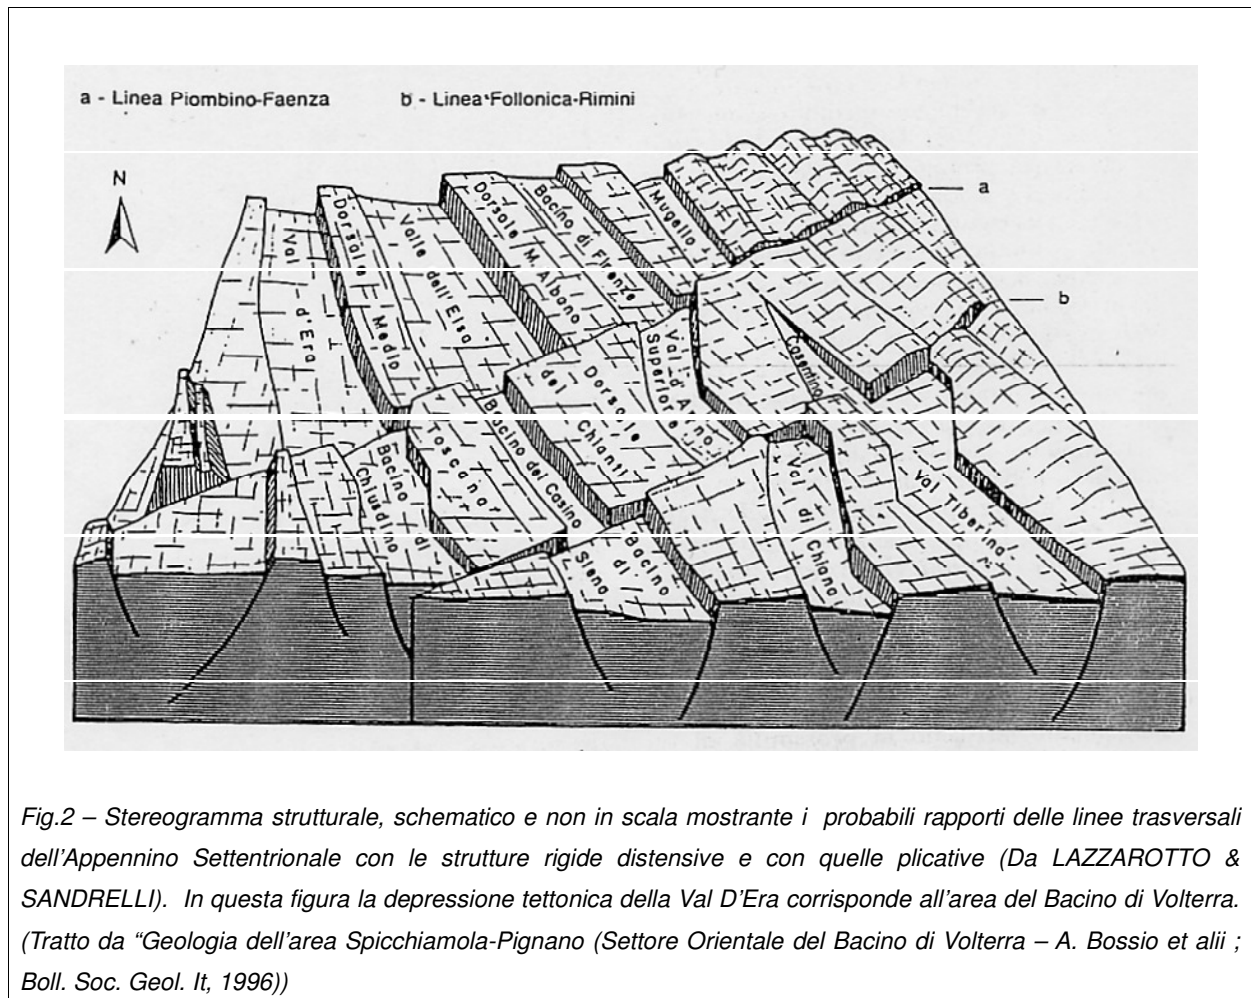 a - Linea Piombino-Faenza
b - Linea Follonica-Rimini
N
a
b
Val d'Era
Dorsale Medio
Valle dell'Elsa
Dorsale M. Albano
Bacino di Firenze
Mugello
Toscana
Bacino del Casino
Dorsale del Chianti
Val d'Arno Superiore
Casentino
Bacino di Chiusdino
Bacino di Siena
Val di Chiana
Val Tiberina
Fig.2 – Stereogramma strutturale, schematico e non in scala mostrante i probabili rapporti delle linee trasversali
dell'Appennino Settentrionale con le strutture rigide distensive e con quelle plicative (Da LAZZAROTTO &
SANDRELLI). In questa figura la depressione tettonica della Val D'Era corrisponde all'area del Bacino di Volterra.
(Tratto da "Geologia dell'area Spicchiamola-Pignano (Settore Orientale del Bacino di Volterra – A. Bossio et alii ;
Boll. Soc. Geol. It, 1996))